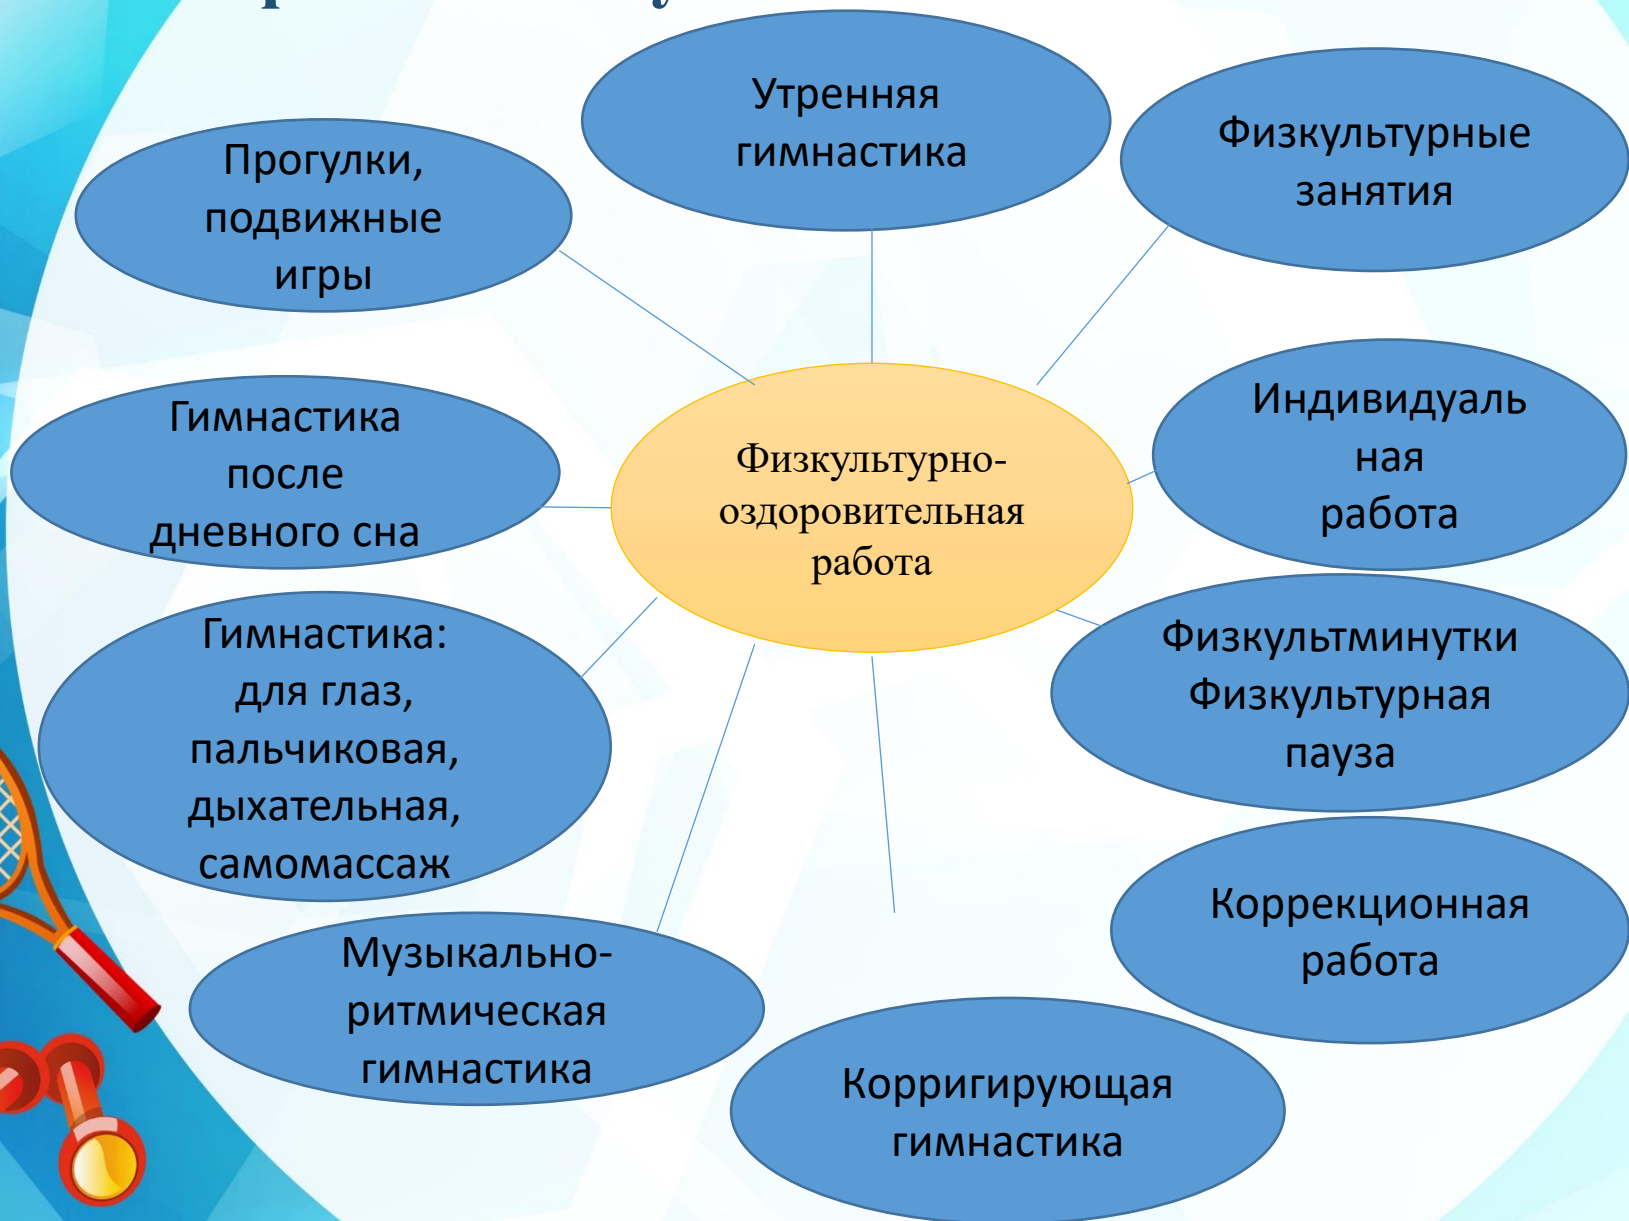 Утренняя
гимнастика
Физкультурные
занятия
Прогулки,
подвижные
игры
Индивидуаль
ная
работа
Гимнастика
после
дневного сна
Физкультурно-
оздоровительная
работа
Гимнастика:
для глаз,
пальчиковая,
дыхательная,
самомассаж
Физкультминутки
Физкультурная
пауза
Коррекционная
работа
Музыкально-
ритмическая
гимнастика
Корригирующая
гимнастика